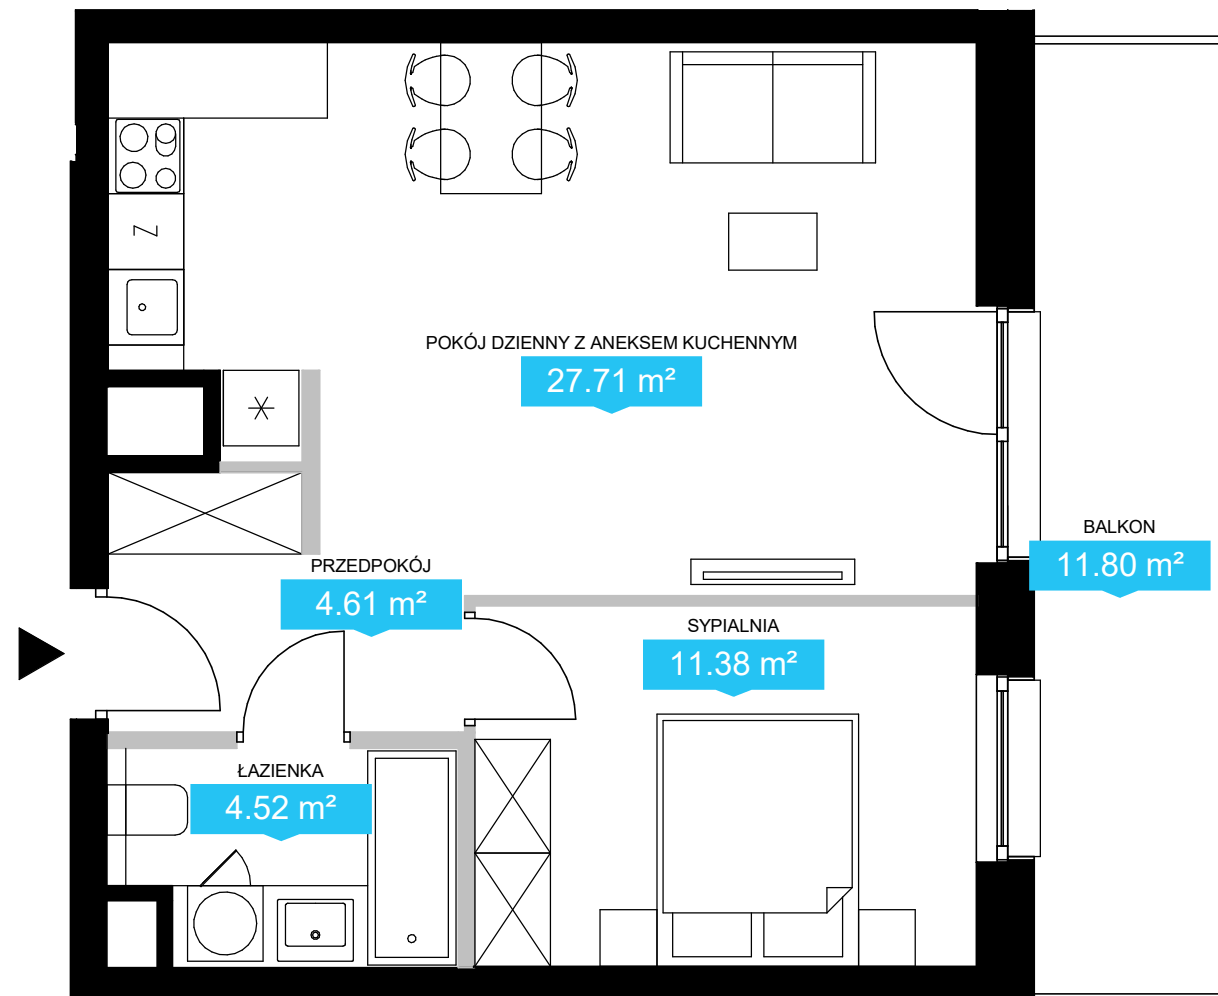 POKÓJ DZIENNY Z ANEKSEM KUCHENNYM
27.71 m²
BALKON
11.80 m²
PRZEDPOKÓJ
4.61 m²
SYPIALNIA
11.38 m²
ŁAZIENKA
4.52 m²